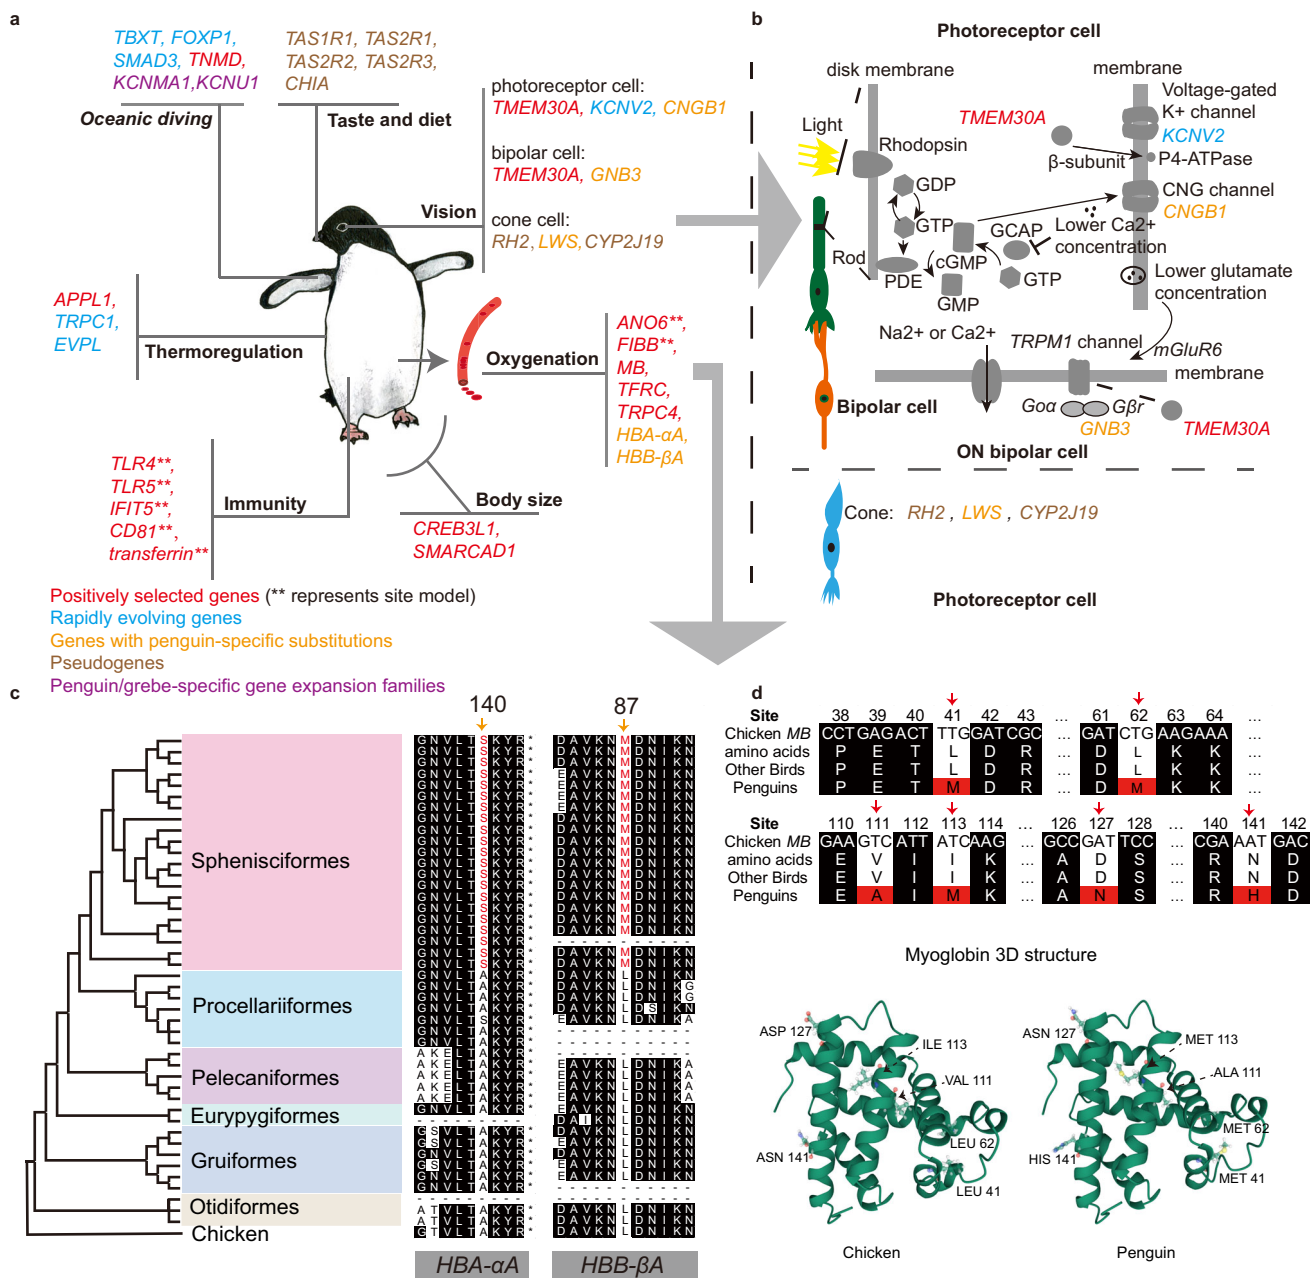 a
TBXT, FOXP1,
SMAD3, TNMD,
KCNMA1,KCNU1
Oceanic diving
TAS1R1, TAS2R1,
TAS2R2, TAS2R3,
CHIA
Taste and diet
photoreceptor cell:
TMEM30A, KCNV2, CNGB1
bipolar cell:
TMEM30A, GNB3
Vision
cone cell:
RH2, LWS, CYP2J19
APPL1,
TRPC1,
EVPL
Thermoregulation
Oxygenation
ANO6**,
FIBB**,
MB,
TFRC,
TRPC4,
HBA-αA,
HBB-βA
TLR4**,
TLR5**,
IFIT5**,
CD81**,
transferrin**
Immunity
Body size
CREB3L1,
SMARCAD1
Positively selected genes (** represents site model)
Rapidly evolving genes
Genes with penguin-specific substitutions
Pseudogenes
Penguin/grebe-specific gene expansion families
b
Photoreceptor cell
disk membrane
membrane
Light
Rhodopsin
GDP
GTP
PDE
cGMP
GMP
GCAP
GTP
Rod
TMEM30A
β-subunit
Voltage-gated
K+ channel
KCNV2
P4-ATPase
CNG channel
CNGB1
Lower Ca2+
concentration
Lower glutamate
concentration
Na2+ or Ca2+
TRPM1 channel
mGluR6
membrane
Bipolar cell
Goα
Gβr
GNB3
TMEM30A
ON bipolar cell
Cone: RH2 , LWS , CYP2J19
Photoreceptor cell
c
140
87
Sphenisciformes
Procellariiformes
Pelecaniformes
Eurypygiformes
Gruiformes
Otidiformes
Chicken
HBA-αA
HBB-βA
d
Site 38 39 40 41 42 43 ... 61 62 63 64 ...
Chicken MB CCT GAG ACT TTG GAT CGC ... GAT CTG AAG AAA ...
amino acids P E T L D R ... D L K K ...
Other Birds P E T L D R ... D L K K ...
Penguins P E T M D R ... D M K K ...
Site 110 111 112 113 114 ... 126 127 128 ... 140 141 142
Chicken MB GAA GTC ATT ATC AAG ... GCC GAT TCC ... CGA AAT GAC
amino acids E V I I K ... A D S ... R N D
Other Birds E V I I K ... A D S ... R N D
Penguins E A I M K ... A N S ... R H D
Myoglobin 3D structure
ASP 127
ILE 113
VAL 111
LEU 62
ASN 141
LEU 41
Chicken
ASN 127
MET 113
ALA 111
MET 62
HIS 141
MET 41
Penguin